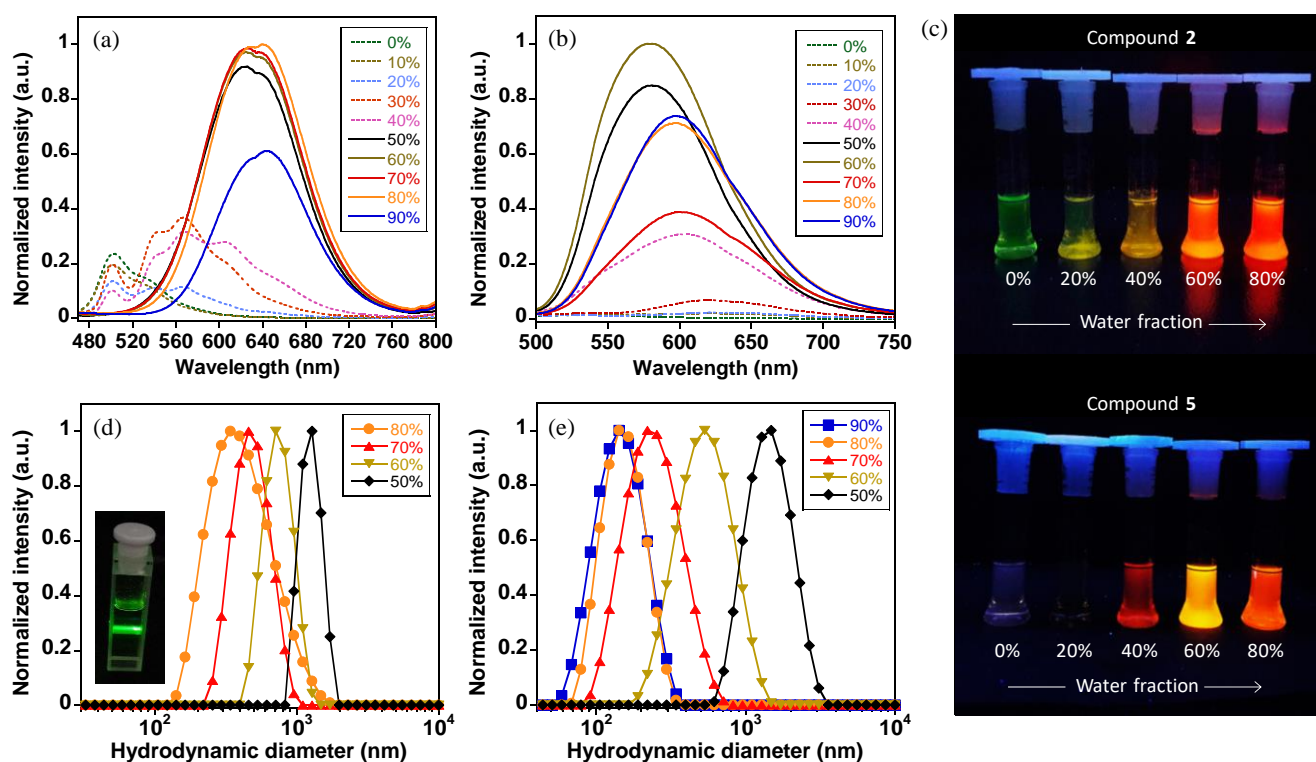 (a)
Normalized intensity (a.u.)
1
0.8
0.6
0.4
0.2
0
480 520 560 600 640 680 720 760 800
Wavelength (nm)
0%
10%
20%
30%
40%
50%
60%
70%
80%
90%
(b)
Normalized intensity (a.u.)
1
0.8
0.6
0.4
0.2
0
500 550 600 650 700 750
Wavelength (nm)
0%
10%
20%
30%
40%
50%
60%
70%
80%
90%
(c)
Compound 2
0% 20% 40% 60% 80%
Water fraction
Compound 5
0% 20% 40% 60% 80%
Water fraction
(d)
Normalized intensity (a.u.)
1
0.8
0.6
0.4
0.2
0
10² 10³ 10⁴
Hydrodynamic diameter (nm)
80%
70%
60%
50%
(e)
Normalized intensity (a.u.)
1
0.8
0.6
0.4
0.2
0
10² 10³ 10⁴
Hydrodynamic diameter (nm)
90%
80%
70%
60%
50%